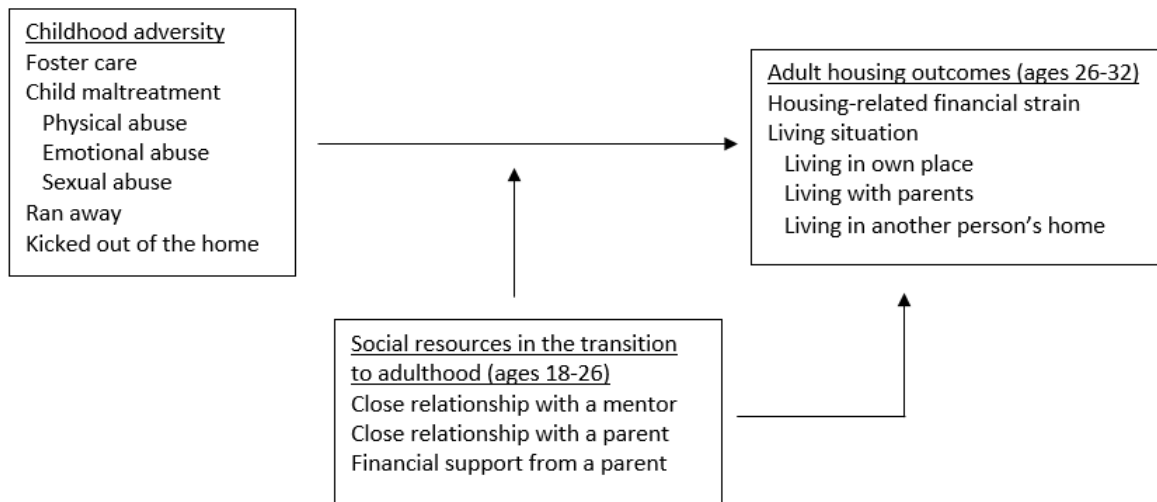 Childhood adversity
Foster care
Child maltreatment
Physical abuse
Emotional abuse
Sexual abuse
Ran away
Kicked out of the home
Adult housing outcomes (ages 26-32)
Housing-related financial strain
Living situation
Living in own place
Living with parents
Living in another person’s home
Social resources in the transition
to adulthood (ages 18-26)
Close relationship with a mentor
Close relationship with a parent
Financial support from a parent